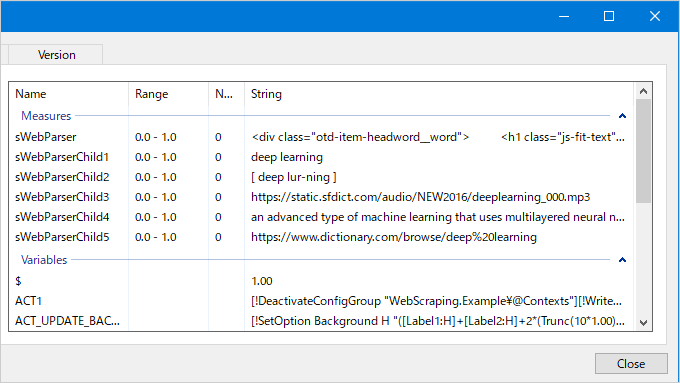 Version
Name Range N... String
Measures
sWebParser 0.0 - 1.0 0 <div class="otd-item-headword__word"> <h1 class="js-fit-text"...
sWebParserChild1 0.0 - 1.0 0 deep learning
sWebParserChild2 0.0 - 1.0 0 [ deep lur-ning ]
sWebParserChild3 0.0 - 1.0 0 https://static.sfdict.com/audio/NEW2016/deeplearning_000.mp3
sWebParserChild4 0.0 - 1.0 0 an advanced type of machine learning that uses multilayered neural n...
sWebParserChild5 0.0 - 1.0 0 https://www.dictionary.com/browse/deep%20learning
Variables
$ 1.00
ACT1 [!DeactivateConfigGroup "WebScraping.Example¥@Contexts"][!Write...
ACT_UPDATE_BAC... [!SetOption Background H "([Label1:H]+[Label2:H]+2*(Trunc(10*1.00)...
Close